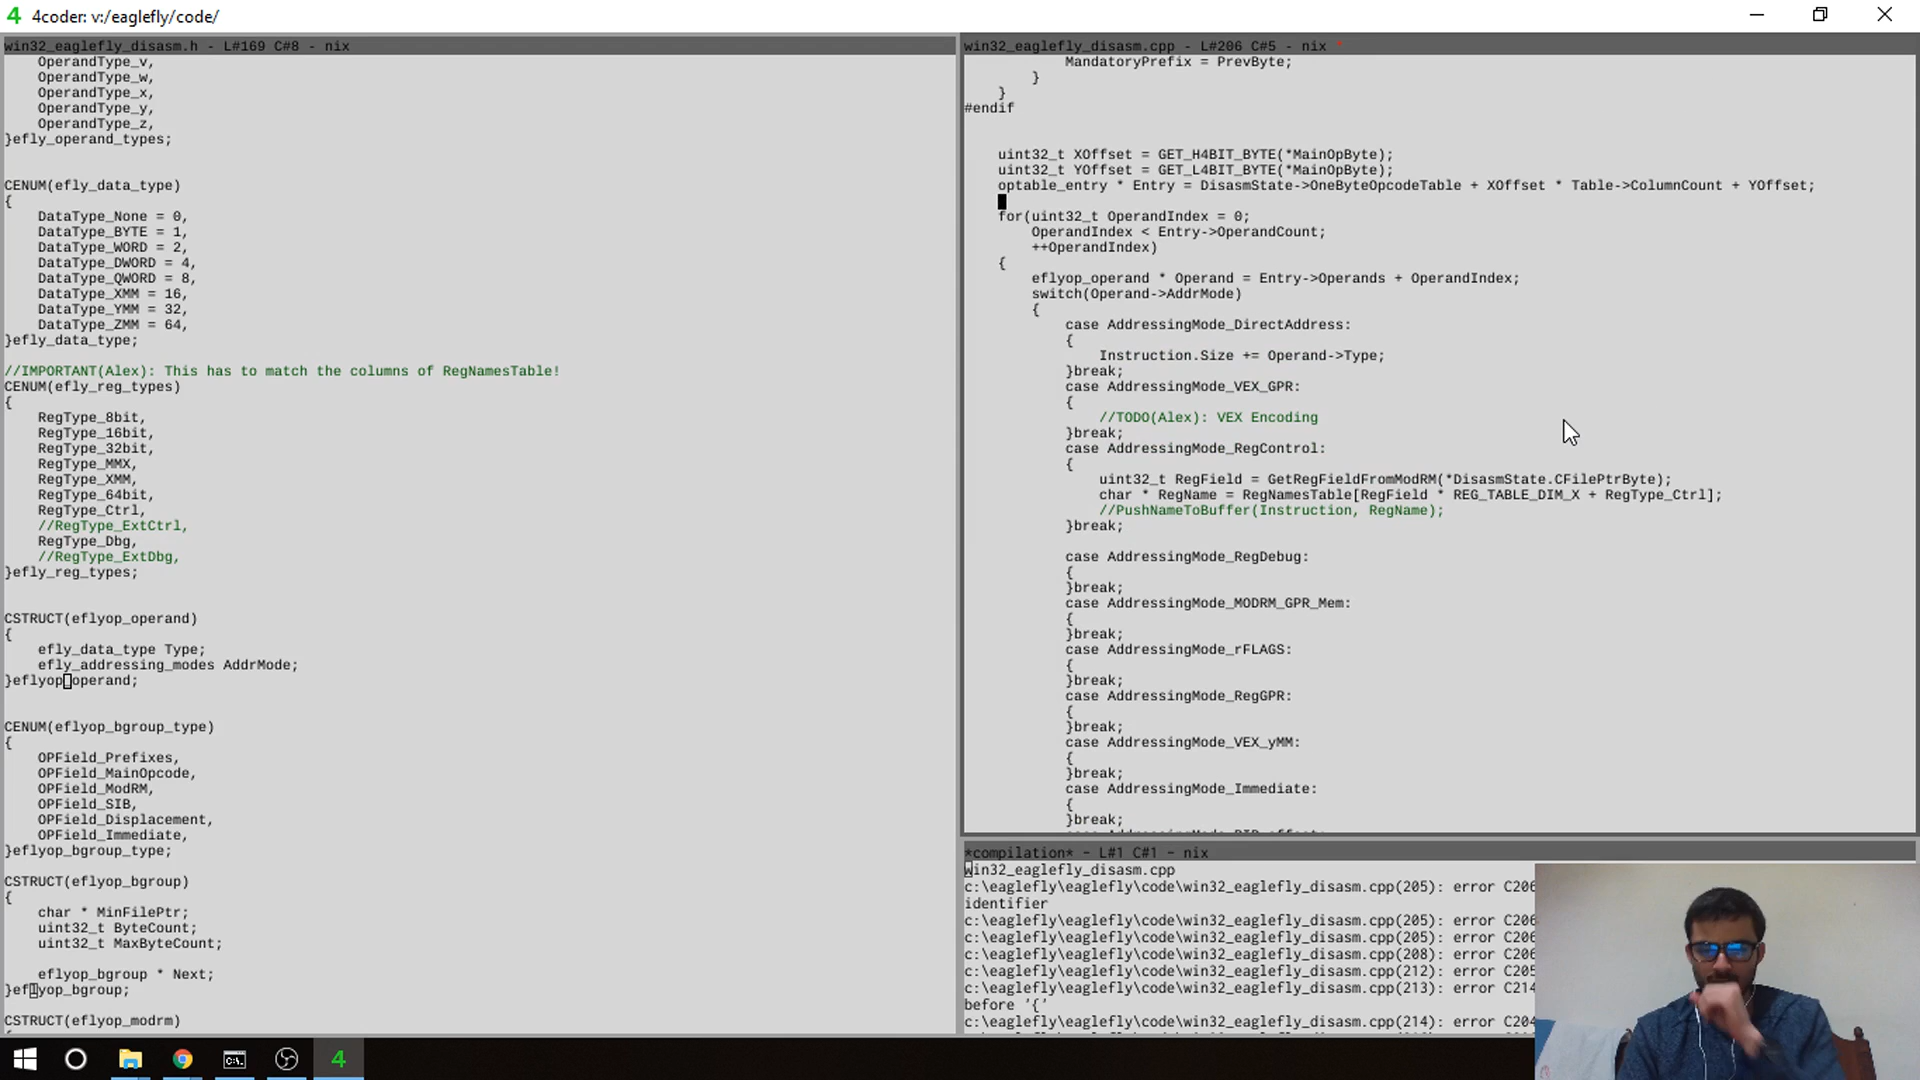 4 4coder: v:/eaglefly/code/
win32_eaglefly_disasm.h - L#169 C#8 - nix
OperandType_v,
OperandType_w,
OperandType_x,
OperandType_y,
OperandType_z,
}efly_operand_types;
CENUM(efly_data_type)
{
DataType_None = 0,
DataType_BYTE = 1,
DataType_WORD = 2,
DataType_DWORD = 4,
DataType_QWORD = 8,
DataType_XMM = 16,
DataType_YMM = 32,
DataType_ZMM = 64,
}efly_data_type;
//IMPORTANT(Alex): This has to match the columns of RegNamesTable!
CENUM(efly_reg_types)
{
RegType_8bit,
RegType_16bit,
RegType_32bit,
RegType_MMX,
RegType_XMM,
RegType_64bit,
RegType_Ctrl,
//RegType_ExtCtrl,
RegType_Dbg,
//RegType_ExtDbg,
}efly_reg_types;
CSTRUCT(eflyop_operand)
{
efly_data_type Type;
efly_addressing_modes AddrMode;
}eflyop_operand;
CENUM(eflyop_bgroup_type)
{
OPField_Prefixes,
OPField_MainOpcode,
OPField_ModRM,
OPField_SIB,
OPField_Displacement,
OPField_Immediate,
}eflyop_bgroup_type;
CSTRUCT(eflyop_bgroup)
{
char * MinFilePtr;
uint32_t ByteCount;
uint32_t MaxByteCount;
eflyop_bgroup * Next;
}eflyop_bgroup;
CSTRUCT(eflyop_modrm)
win32_eaglefly_disasm.cpp - L#206 C#5 - nix *
MandatoryPrefix = PrevByte;
}
}
#endif
uint32_t XOffset = GET_H4BIT_BYTE(*MainOpByte);
uint32_t YOffset = GET_L4BIT_BYTE(*MainOpByte);
optable_entry * Entry = DisasmState->OneByteOpcodeTable + XOffset * Table->ColumnCount + YOffset;
for(uint32_t OperandIndex = 0;
OperandIndex < Entry->OperandCount;
++OperandIndex)
{
eflyop_operand * Operand = Entry->Operands + OperandIndex;
switch(Operand->AddrMode)
{
case AddressingMode_DirectAddress:
{
Instruction.Size += Operand->Type;
}break;
case AddressingMode_VEX_GPR:
{
//TODO(Alex): VEX Encoding
}break;
case AddressingMode_RegControl:
{
uint32_t RegField = GetRegFieldFromModRM(*DisasmState.CFilePtrByte);
char * RegName = RegNamesTable[RegField * REG_TABLE_DIM_X + RegType_Ctrl];
//PushNameToBuffer(Instruction, RegName);
}break;
case AddressingMode_RegDebug:
{
}break;
case AddressingMode_MODRM_GPR_Mem:
{
}break;
case AddressingMode_rFLAGS:
{
}break;
case AddressingMode_RegGPR:
{
}break;
case AddressingMode_VEX_yMM:
{
}break;
case AddressingMode_Immediate:
{
}break;
*compilation* - L#1 C#1 - nix
win32_eaglefly_disasm.cpp
c:\eaglefly\eaglefly\code\win32_eaglefly_disasm.cpp(205): error C206
identifier
c:\eaglefly\eaglefly\code\win32_eaglefly_disasm.cpp(205): error C206
c:\eaglefly\eaglefly\code\win32_eaglefly_disasm.cpp(205): error C206
c:\eaglefly\eaglefly\code\win32_eaglefly_disasm.cpp(208): error C206
c:\eaglefly\eaglefly\code\win32_eaglefly_disasm.cpp(212): error C205
c:\eaglefly\eaglefly\code\win32_eaglefly_disasm.cpp(213): error C214
before '{'
c:\eaglefly\eaglefly\code\win32_eaglefly_disasm.cpp(214): error C204
4